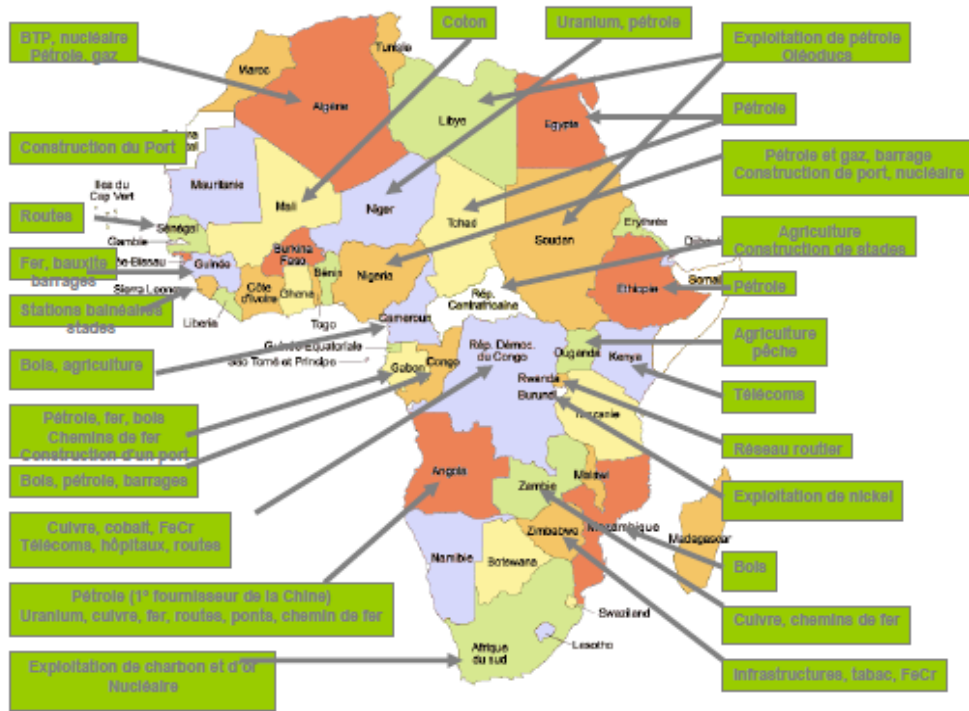 BTP, nucléaire
Pétrole, gaz
Coton
Uranium, pétrole
Exploitation de pétrole
Oléoducs
Pétrole
Pétrole et gaz, barrage
Construction de port, nucléaire
Construction du Port
Routes
Agriculture
Construction de stades
Fer, bauxite
barrages
Stations balnéaires
stades
Pétrole
Bois, agriculture
Agriculture
pêche
Télécoms
Pétrole, fer, bois
Chemins de fer
Construction d'un port
Réseau routier
Bois, pétrole, barrages
Exploitation de nickel
Cuivre, cobalt, FeCr
Télécoms, hôpitaux, routes
Bois
Pétrole (1° fournisseur de la Chine)
Uranium, cuivre, fer, routes, ponts, chemin de fer
Cuivre, chemins de fer
Exploitation de charbon et d'or
Nucléaire
Infrastructures, tabac, FeCr
Maroc
Tunisie
Algérie
Libye
Egypte
Mauritanie
Iles du
Cap Vert
Mali
Niger
Tchad
Soudan
Erythrée
Sénégal
Gambie
Guinée
Sierra Leone
Liberia
Côte
d'Ivoire
Burkina
Faso
Ghana
Togo
Bénin
Nigeria
Cameroun
Rép.
Centrafricaine
Ethiopie
Guinée Equatoriale
Sao Tomé et Principe
Gabon
Congo
Rép. Démoc.
du Congo
Ouganda
Kenya
Rwanda
Burundi
Tanzanie
Angola
Zambie
Malawi
Mozambique
Zimbabwe
Madagascar
Namibie
Botswana
Swaziland
Lesotho
Afrique
du sud